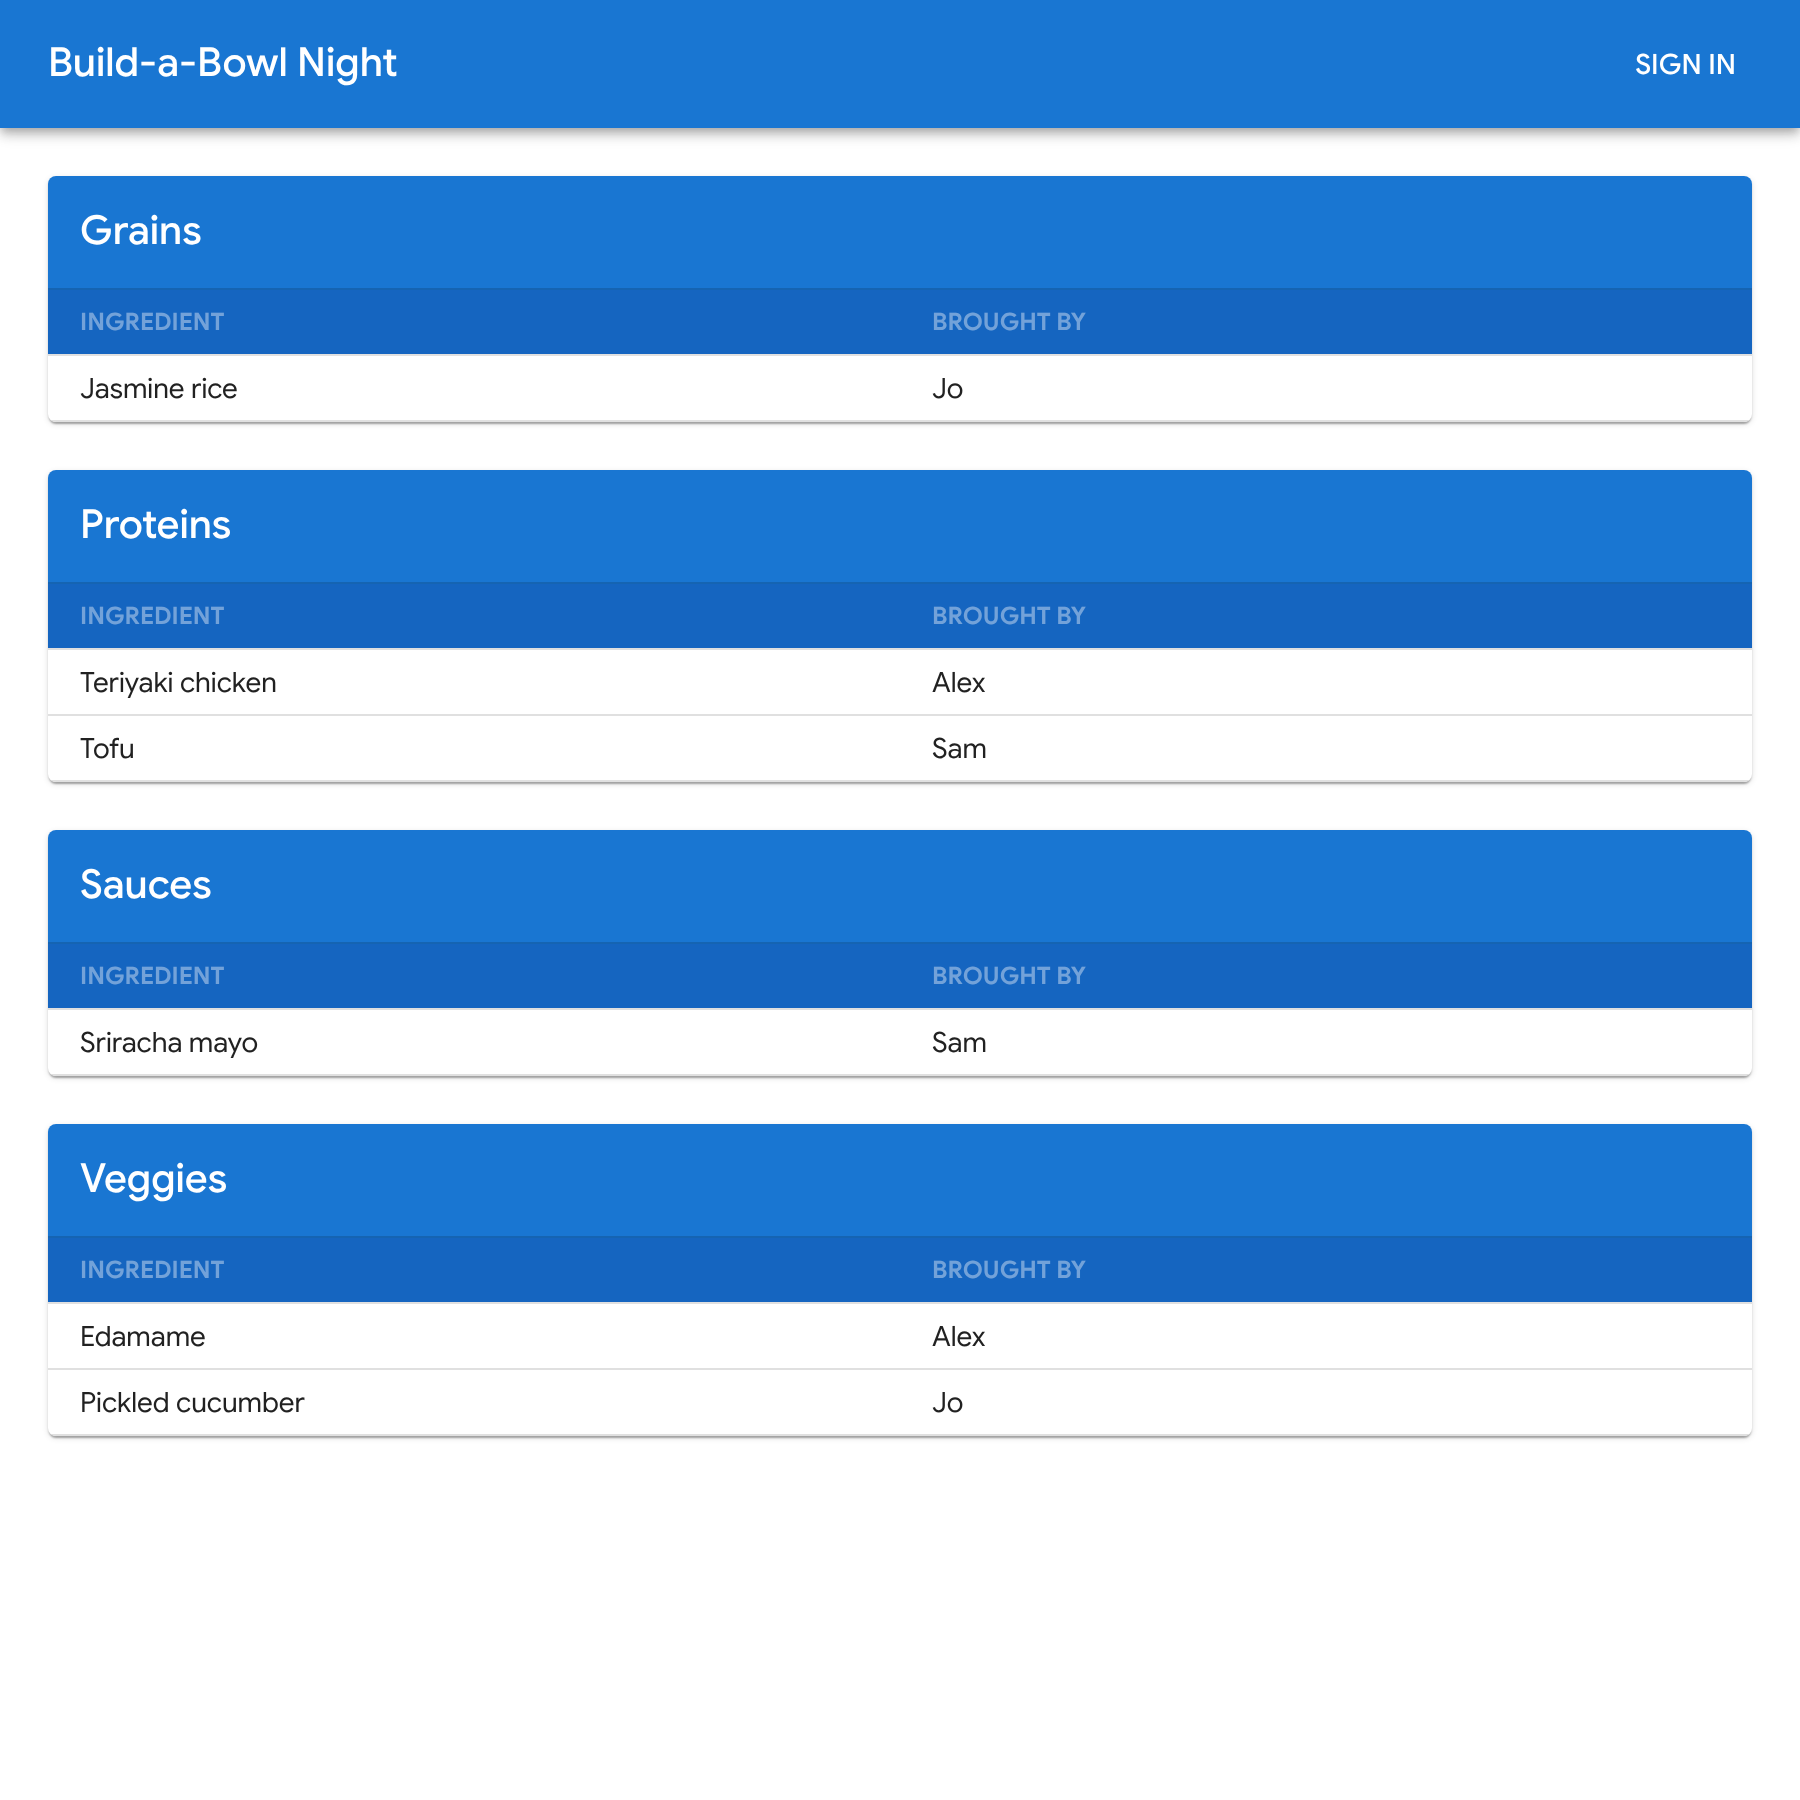 Build-a-Bowl Night SIGN IN
Grains
INGREDIENT BROUGHT BY
Jasmine rice Jo
Proteins
INGREDIENT BROUGHT BY
Teriyaki chicken Alex
Tofu Sam
Sauces
INGREDIENT BROUGHT BY
Sriracha mayo Sam
Veggies
INGREDIENT BROUGHT BY
Edamame Alex
Pickled cucumber Jo